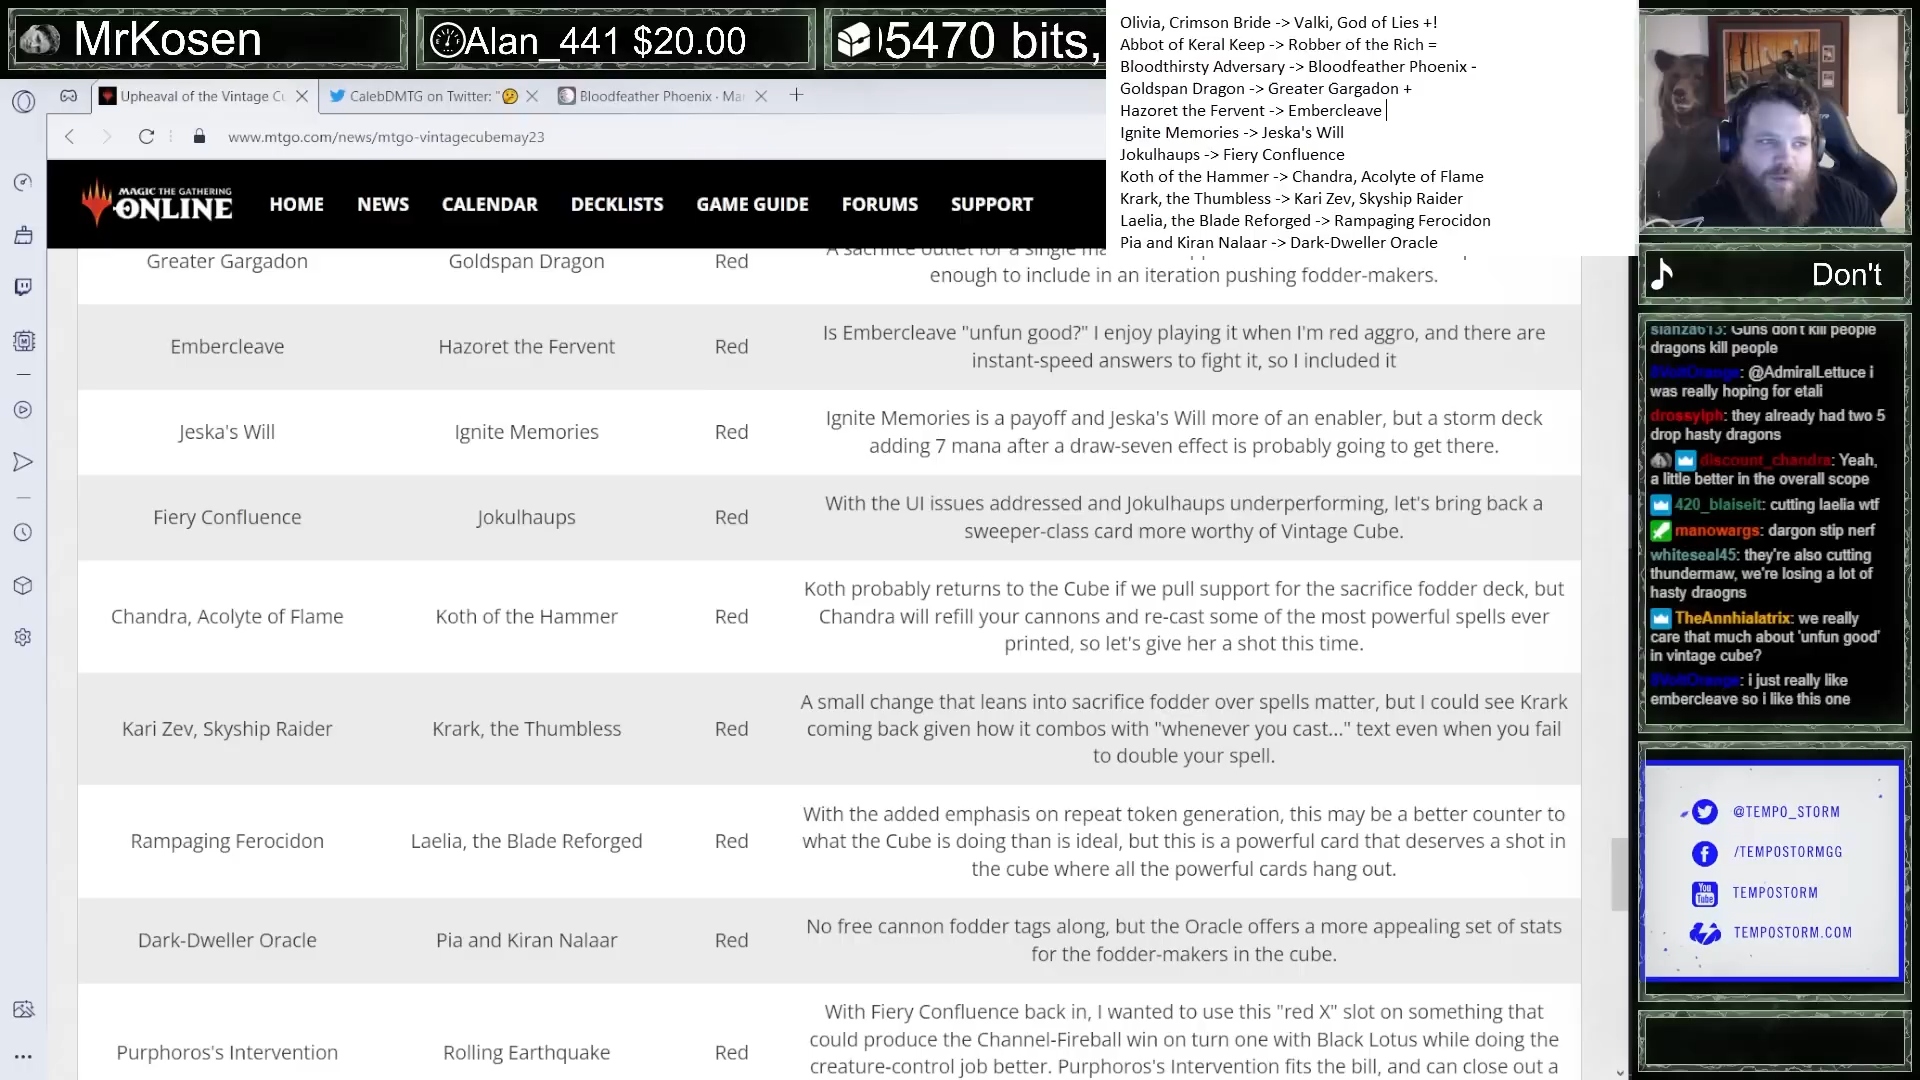 MrKosen
Alan_441 $20.00
5470 bits,
Olivia, Crimson Bride -> Valki, God of Lies +!
Abbot of Keral Keep -> Robber of the Rich =
Bloodthirsty Adversary -> Bloodfeather Phoenix -
Goldspan Dragon -> Greater Gargadon +
Hazoret the Fervent -> Embercleave
Ignite Memories -> Jeska's Will
Jokulhaups -> Fiery Confluence
Koth of the Hammer -> Chandra, Acolyte of Flame
Krark, the Thumbless -> Kari Zev, Skyship Raider
Laelia, the Blade Reforged -> Rampaging Ferocidon
Pia and Kiran Nalaar -> Dark-Dweller Oracle
Upheaval of the Vintage Cu
CalebDMTG on Twitter: "
Bloodfeather Phoenix · Ma
www.mtgo.com/news/mtgo-vintagecubemay23
MAGIC THE GATHERING
ONLINE
HOME NEWS CALENDAR DECKLISTS GAME GUIDE FORUMS SUPPORT
Greater Gargadon Goldspan Dragon Red A sacrifice outlet for a single
enough to include in an iteration pushing fodder-makers.
Embercleave Hazoret the Fervent Red Is Embercleave "unfun good?" I enjoy playing it when I'm red aggro, and there are
instant-speed answers to fight it, so I included it
Jeska's Will Ignite Memories Red Ignite Memories is a payoff and Jeska's Will more of an enabler, but a storm deck
adding 7 mana after a draw-seven effect is probably going to get there.
Fiery Confluence Jokulhaups Red With the UI issues addressed and Jokulhaups underperforming, let's bring back a
sweeper-class card more worthy of Vintage Cube.
Koth probably returns to the Cube if we pull support for the sacrifice fodder deck, but
Chandra, Acolyte of Flame Koth of the Hammer Red Chandra will refill your cannons and re-cast some of the most powerful spells ever
printed, so let's give her a shot this time.
A small change that leans into sacrifice fodder over spells matter, but I could see Krark
Kari Zev, Skyship Raider Krark, the Thumbless Red coming back given how it combos with "whenever you cast..." text even when you fail
to double your spell.
With the added emphasis on repeat token generation, this may be a better counter to
Rampaging Ferocidon Laelia, the Blade Reforged Red what the Cube is doing than is ideal, but this is a powerful card that deserves a shot in
the cube where all the powerful cards hang out.
Dark-Dweller Oracle Pia and Kiran Nalaar Red No free cannon fodder tags along, but the Oracle offers a more appealing set of stats
for the fodder-makers in the cube.
With Fiery Confluence back in, I wanted to use this "red X" slot on something that
Purphoros's Intervention Rolling Earthquake Red could produce the Channel-Fireball win on turn one with Black Lotus while doing the
creature-control job better. Purphoros's Intervention fits the bill, and can close out a
Don't
slanza613: Guns don't kill people
dragons kill people
@AdmiralLettuce i
was really hoping for etali
drossylph: they already had two 5
drop hasty dragons
discount_chandra: Yeah,
a little better in the overall scope
420_blaiseit: cutting laelia wtf
manowargs: dargon stip nerf
whiteseal45: they're also cutting
thundermaw, we're losing a lot of
hasty draogns
TheAnnhialatrix: we really
care that much about 'unfun good'
in vintage cube?
i just really like
embercleave so i like this one
@TEMPO_STORM
/TEMPOSTORMGG
TEMPOSTORM
TEMPOSTORM.COM